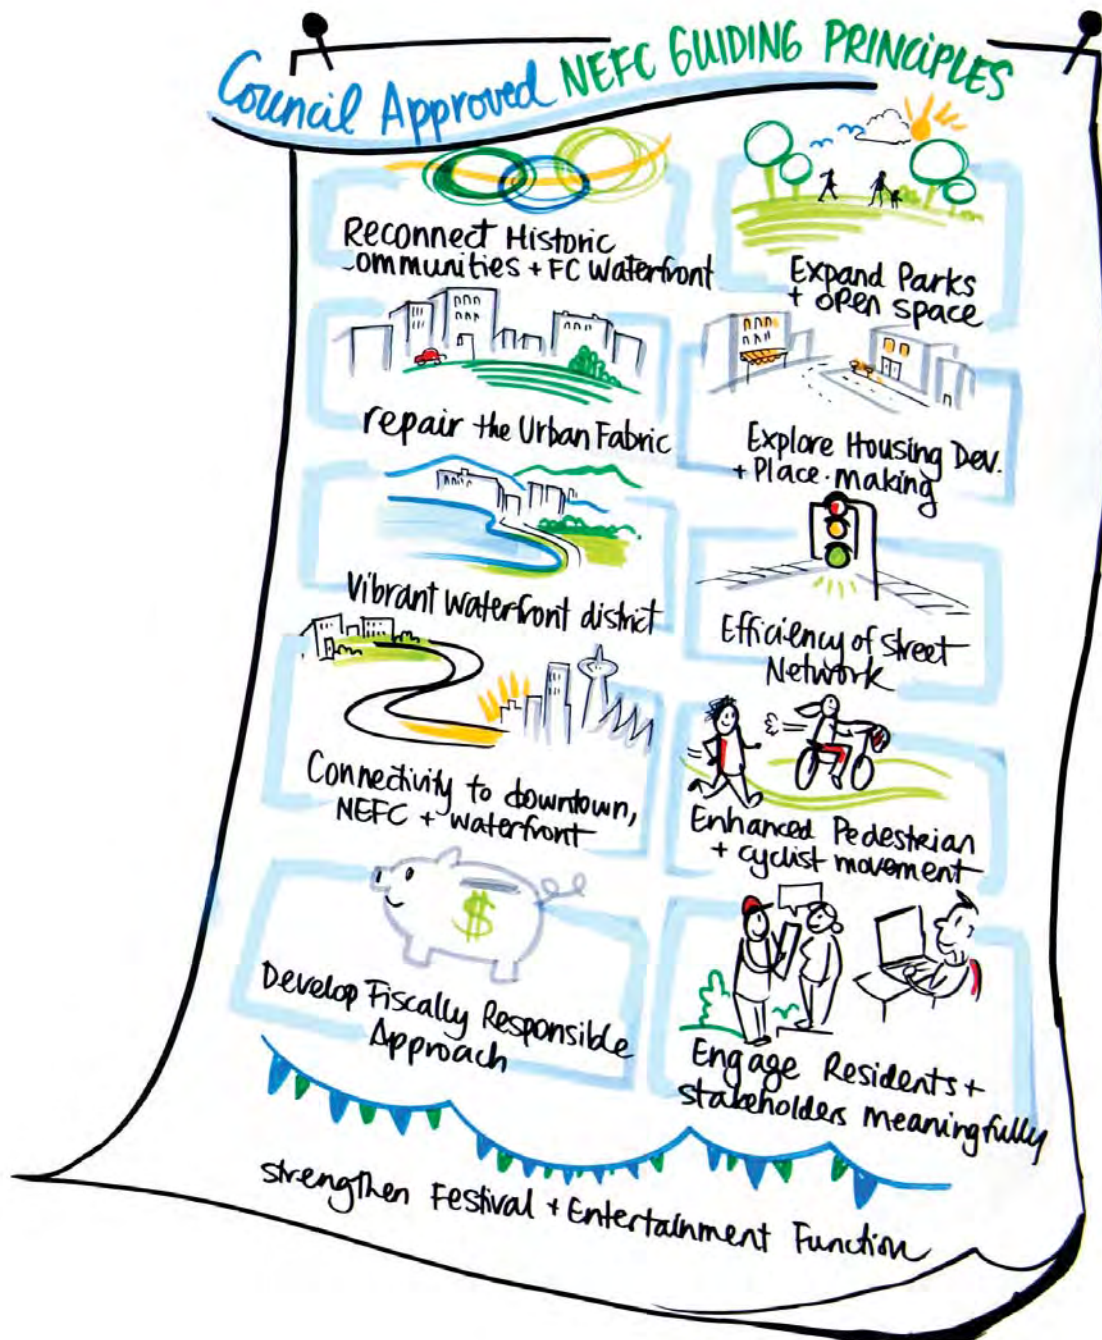 Council Approved NEFC GUIDING PRINCIPLES
Reconnect Historic
ommunities + FC Waterfront
Expand Parks
+ open space
repair the Urban Fabric
Explore Housing Dev.
+ Place.making
Vibrant waterfront district
Efficiency of Street
Network
Connectivity to downtown,
NEFC + waterfront
Enhanced Pedestrian
+ cyclist movement
$
Develop Fiscally Responsible
Approach
Engage Residents +
stakeholders meaningfully
strengthen Festival + Entertainment Function